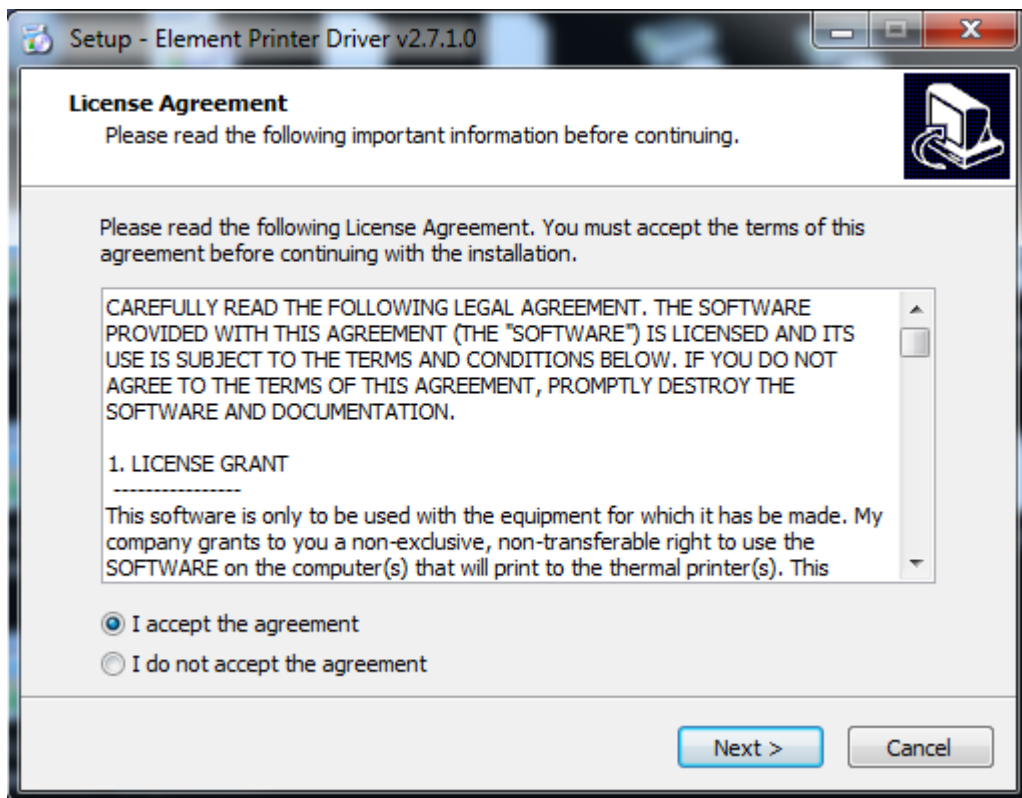 Setup - Element Printer Driver v2.7.1.0
License Agreement
Please read the following important information before continuing.
Please read the following License Agreement. You must accept the terms of this
agreement before continuing with the installation.
CAREFULLY READ THE FOLLOWING LEGAL AGREEMENT. THE SOFTWARE
PROVIDED WITH THIS AGREEMENT (THE "SOFTWARE") IS LICENSED AND ITS
USE IS SUBJECT TO THE TERMS AND CONDITIONS BELOW. IF YOU DO NOT
AGREE TO THE TERMS OF THIS AGREEMENT, PROMPTLY DESTROY THE
SOFTWARE AND DOCUMENTATION.
1. LICENSE GRANT
----------------
This software is only to be used with the equipment for which it has be made. My
company grants to you a non-exclusive, non-transferable right to use the
SOFTWARE on the computer(s) that will print to the thermal printer(s). This
I accept the agreement
I do not accept the agreement
Next >
Cancel